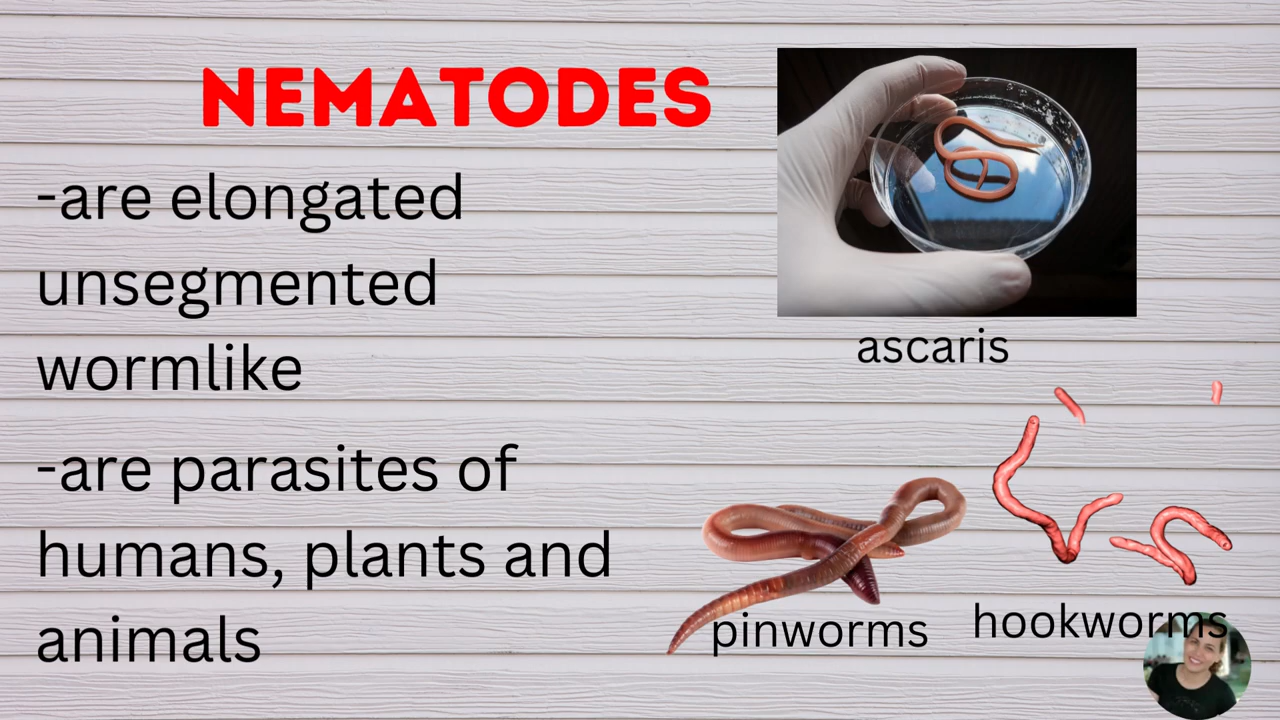 NEMATODES
-are elongated
unsegmented
wormlike
-are parasites of
humans, plants and
animals
ascaris
pinworms
hookworms